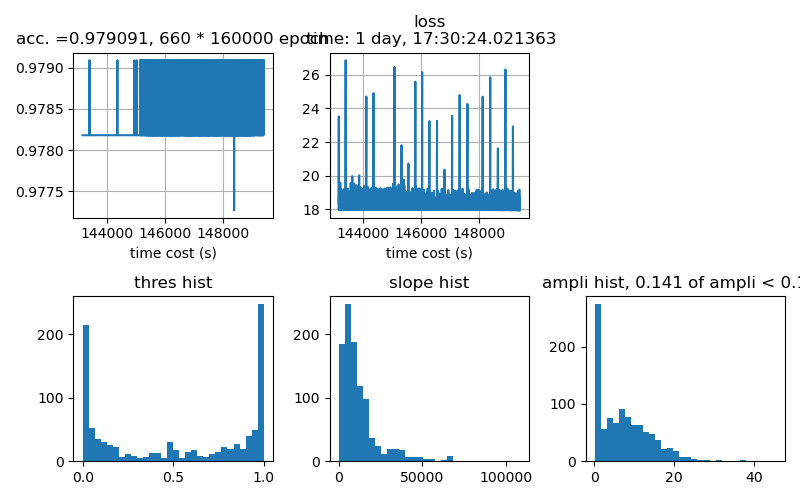 acc. =0.979091, 660 * 160000 epoch
loss
time: 1 day, 17:30:24.021363
0.9790
0.9785
0.9780
0.9775
144000 146000 148000
time cost (s)
26
24
22
20
18
144000 146000 148000
time cost (s)
thres hist
200
100
0
0.0 0.5 1.0
slope hist
200
100
0
0 50000 100000
ampli hist, 0.141 of ampli < 0.1
200
100
0
0 20 40